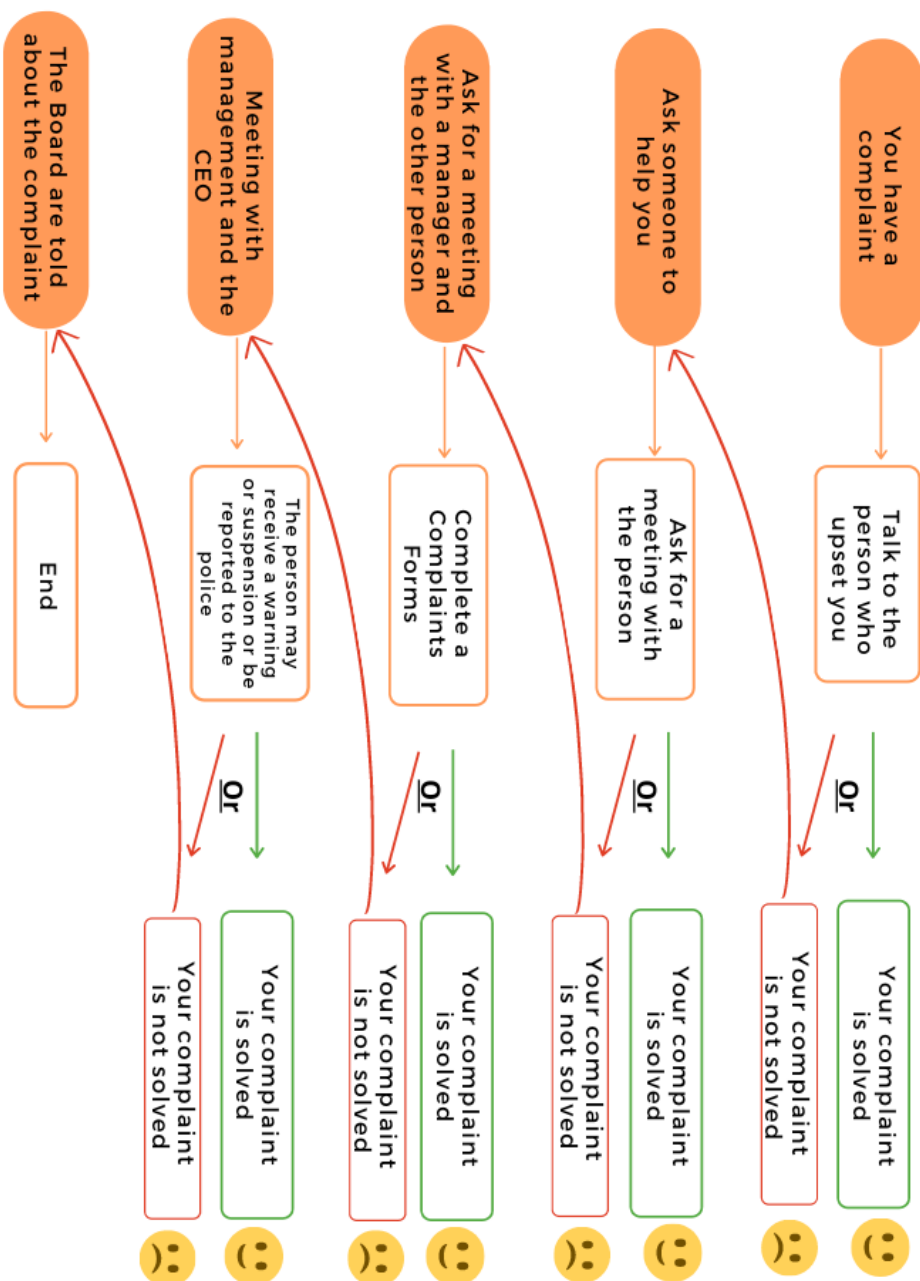 You have a
complaint
Talk to the
person who
upset you
Or
Your complaint
is solved
Your complaint
is not solved
Ask someone to
help you
Ask for a
meeting with
the person
Or
Your complaint
is solved
Your complaint
is not solved
Ask for a meeting
with a manager and
the other person
Complete a
Complaints
Forms
Or
Your complaint
is solved
Your complaint
is not solved
Meeting with
management and the
CEO
The person may
receive a warning
or suspension or be
reported to the
police
Or
Your complaint
is solved
Your complaint
is not solved
The Board are told
about the complaint
End